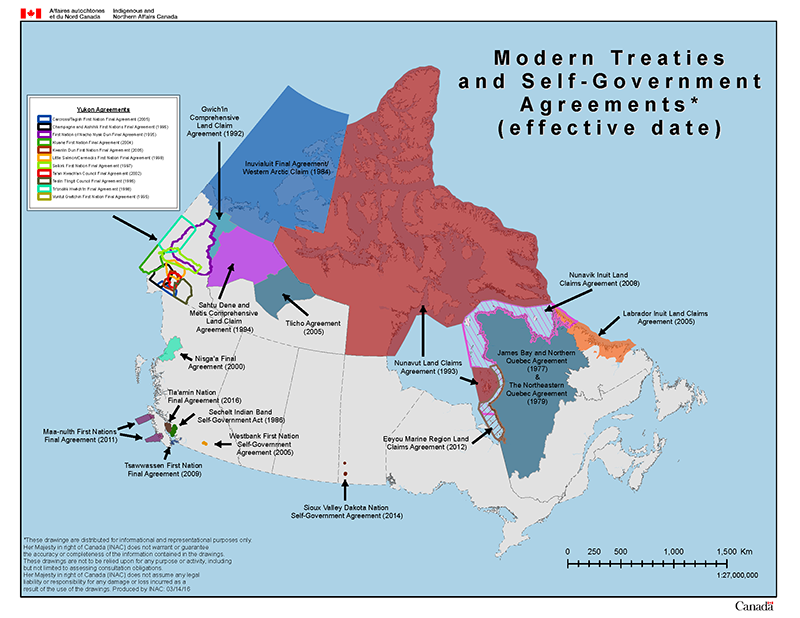 Affaires autochtones
et du Nord Canada
Indigenous and
Northern Affairs Canada
Modern Treaties
and Self-Government
Agreements*
(effective date)
Yukon Agreements
Carcross/Tagish First Nation Final Agreement (2005)
Champagne and Aishihik First Nations Final Agreement (1995)
First Nation of Nacho Nyak Dun Final Agreement (1995)
Kluane First Nation Final Agreement (2004)
Kwanlin Dun First Nation Final Agreement (2005)
Little Salmon/Carmacks First Nation Final Agreement (1998)
Selkirk First Nation Final Agreement (1997)
Ta'an Kwach'an Council Final Agreement (2002)
Teslin Tlingit Council Final Agreement (1995)
Tr'ondëk Hwëch'in Final Agreement (1998)
Vuntut Gwitchin First Nation Final Agreement (1995)
Gwich'in
Comprehensive
Land Claim
Agreement (1992)
Inuvialuit Final Agreement/
Western Arctic Claim (1984)
Nunavik Inuit Land
Claims Agreement (2008)
Labrador Inuit Land Claims
Agreement (2005)
Sahtu Dene and
Métis Comprehensive
Land Claim
Agreement (1994)
Tlicho Agreement
(2005)
Nunavut Land Claims
Agreement (1993)
James Bay and Northern
Quebec Agreement
(1977)
&
The Northeastern
Quebec Agreement
(1979)
Nisga'a Final
Agreement (2000)
Tla'amin Nation
Final Agreement (2016)
Sechelt Indian Band
Self-Government Act (1986)
Maa-nulth First Nations
Final Agreement (2011)
Westbank First Nation
Self-Government
Agreement (2005)
Eeyou Marine Region Land
Claims Agreement (2012)
Tsawwassen First Nation
Final Agreement (2009)
Sioux Valley Dakota Nation
Self-Government Agreement (2014)
*These drawings are distributed for informational and representational purposes only.
Her Majesty in right of Canada (INAC) does not warrant or guarantee
the accuracy or completeness of the information contained in the drawings.
These drawings are not to be relied upon for any purpose or activity, including
but not limited to assessing consultation obligations.
Her Majesty in right of Canada (INAC) does not assume any legal
liability or responsibility for any damage or loss incurred as a
result of the use of the drawings. Produced by INAC: 03/14/16
0 250 500 1,000 1,500 Km
1:27,000,000
Canada